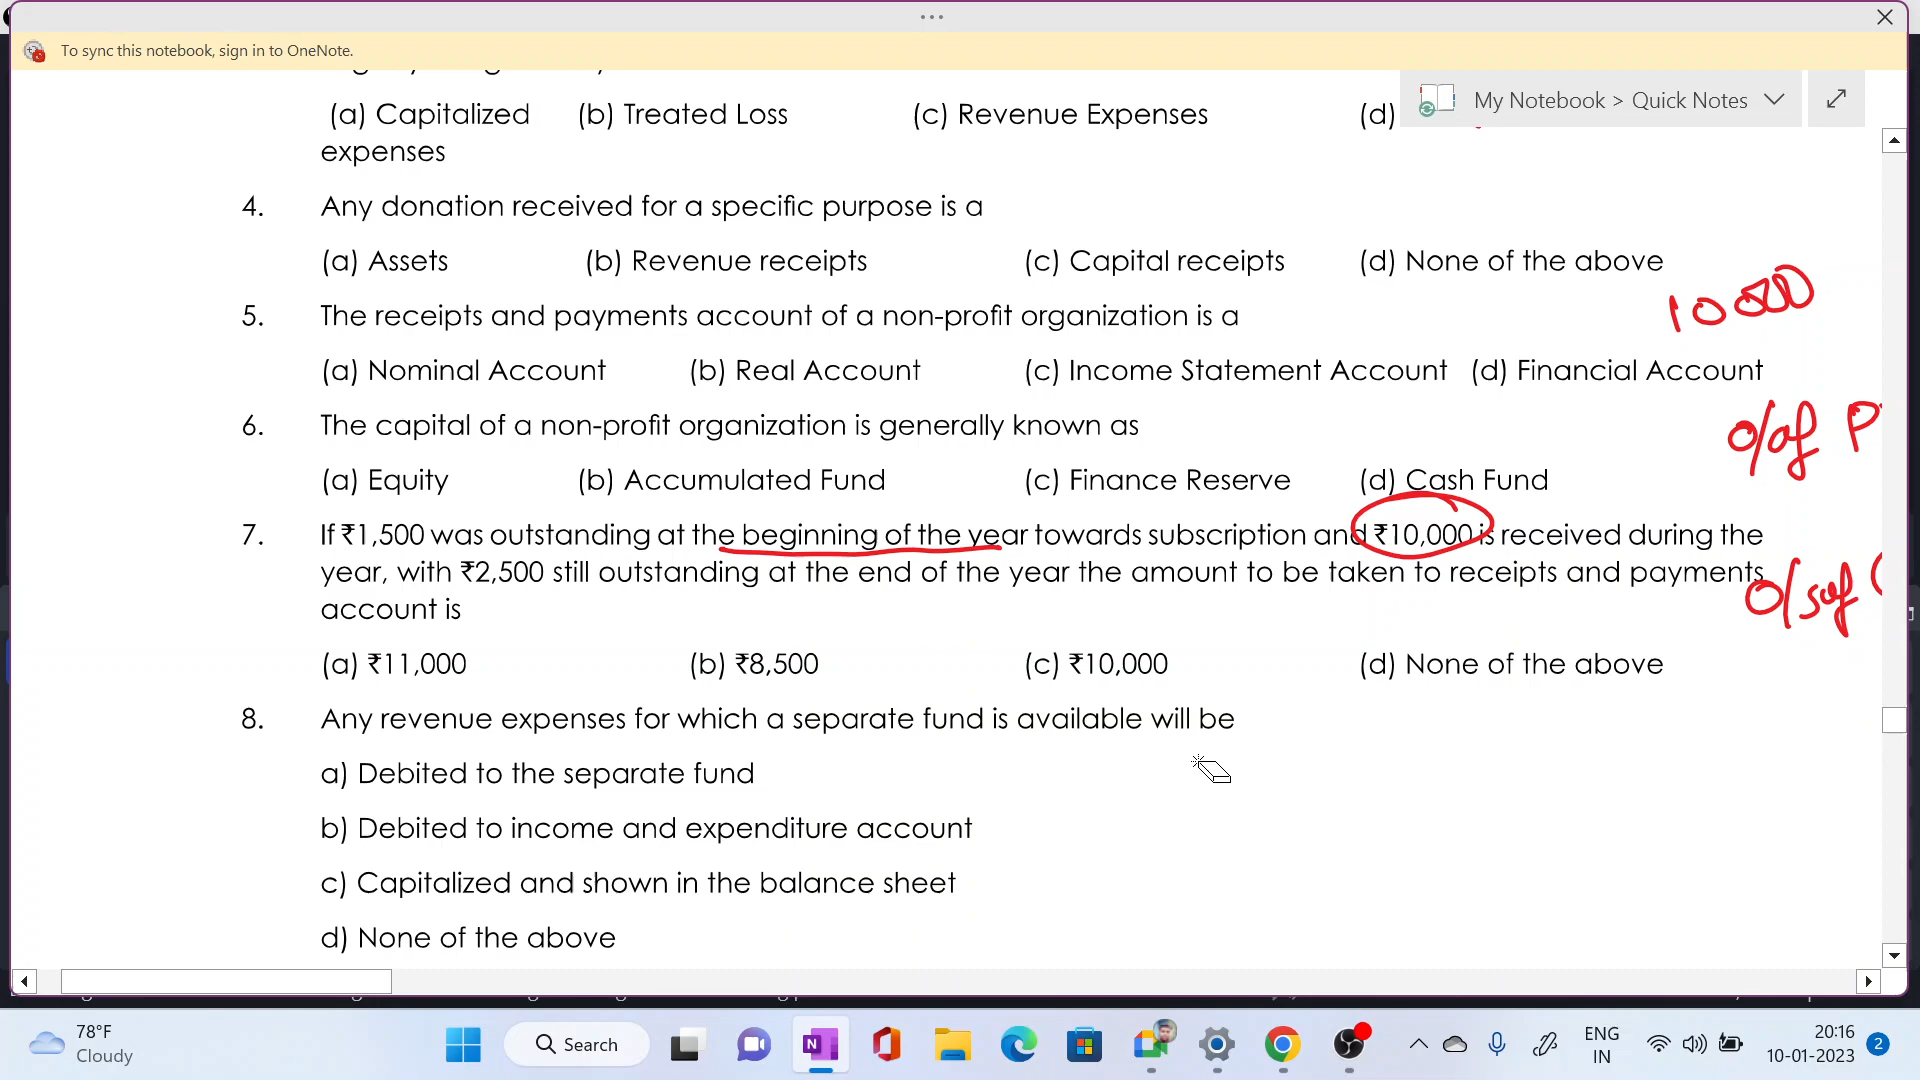 To sync this notebook, sign in to OneNote.
My Notebook > Quick Notes
(a) Capitalized (b) Treated Loss (c) Revenue Expenses (d)
expenses
4. Any donation received for a specific purpose is a
(a) Assets (b) Revenue receipts (c) Capital receipts (d) None of the above
10000
5. The receipts and payments account of a non-profit organization is a
(a) Nominal Account (b) Real Account (c) Income Statement Account (d) Financial Account
6. The capital of a non-profit organization is generally known as
o/of P
(a) Equity (b) Accumulated Fund (c) Finance Reserve (d) Cash Fund
7. If ₹1,500 was outstanding at the beginning of the year towards subscription and ₹10,000 is received during the
year, with ₹2,500 still outstanding at the end of the year the amount to be taken to receipts and payments
account is
(a) ₹11,000 (b) ₹8,500 (c) ₹10,000 (d) None of the above
8. Any revenue expenses for which a separate fund is available will be
a) Debited to the separate fund
b) Debited to income and expenditure account
c) Capitalized and shown in the balance sheet
d) None of the above
78°F
Cloudy
Search
ENG
IN
20:16
10-01-2023
2